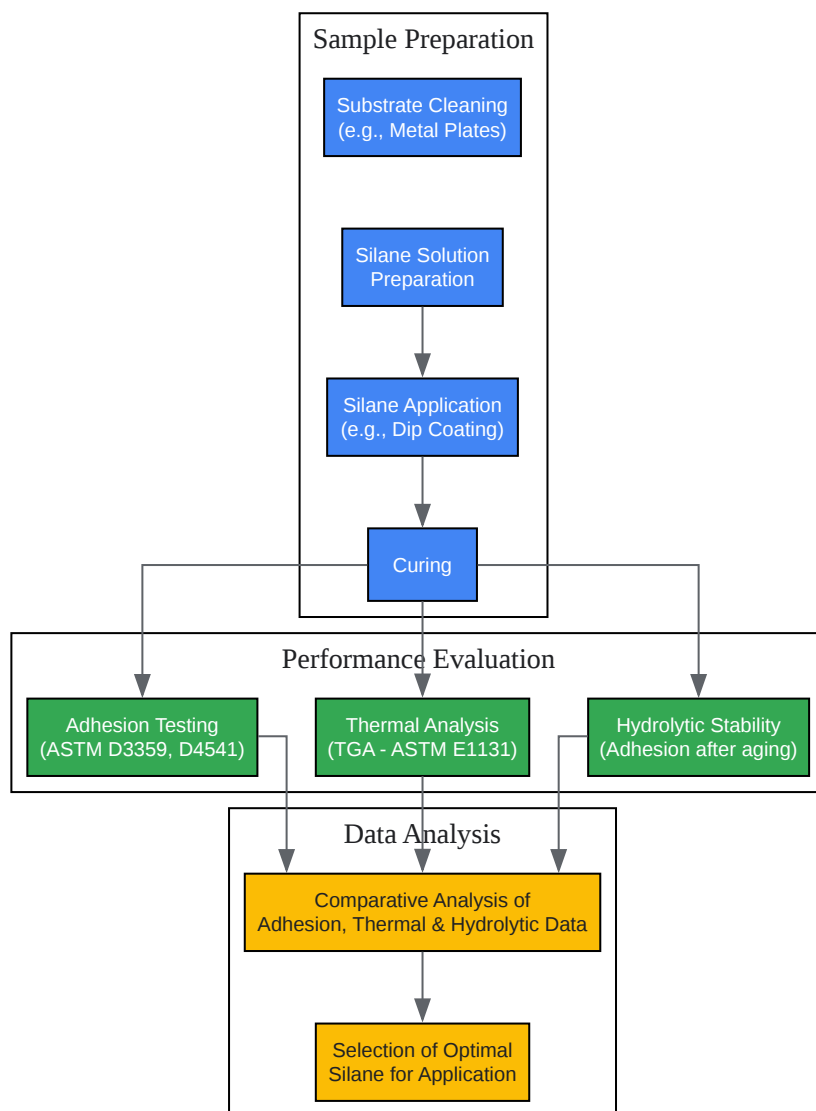 Sample Preparation
Substrate Cleaning
(e.g., Metal Plates)
Silane Solution
Preparation
Silane Application
(e.g., Dip Coating)
Curing
Performance Evaluation
Adhesion Testing
(ASTM D3359, D4541)
Thermal Analysis
(TGA - ASTM E1131)
Hydrolytic Stability
(Adhesion after aging)
Data Analysis
Comparative Analysis of
Adhesion, Thermal & Hydrolytic Data
Selection of Optimal
Silane for Application